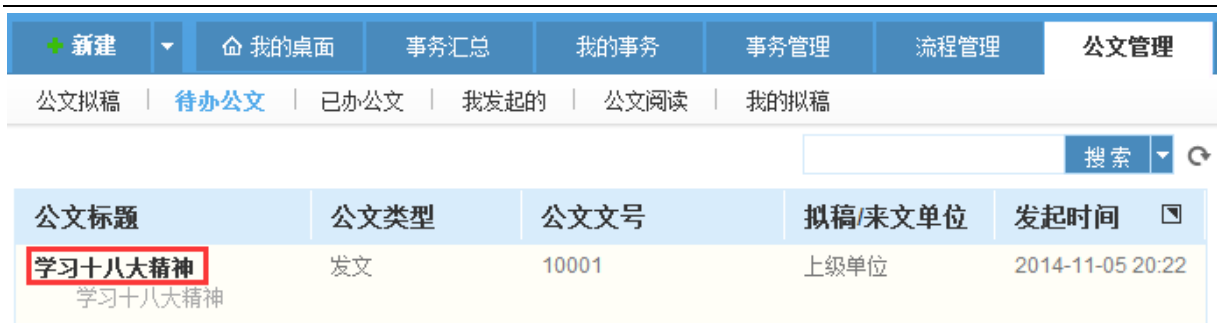 新建 我的桌面 事务汇总 我的事务 事务管理 流程管理 公文管理
公文拟稿 待办公文 已办公文 我发起的 公文阅读 我的拟稿
搜索
公文标题 公文类型 公文文号 拟稿/来文单位 发起时间
学习十八大精神 发文 10001 上级单位 2014-11-05 20:22
学习十八大精神